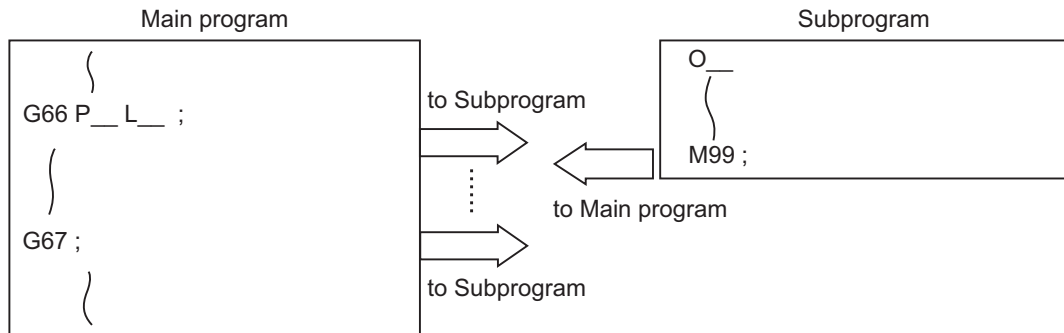 Main program
Subprogram
G66 P__ L__ ;
G67 ;
to Subprogram
to Subprogram
O__
M99 ;
to Main program